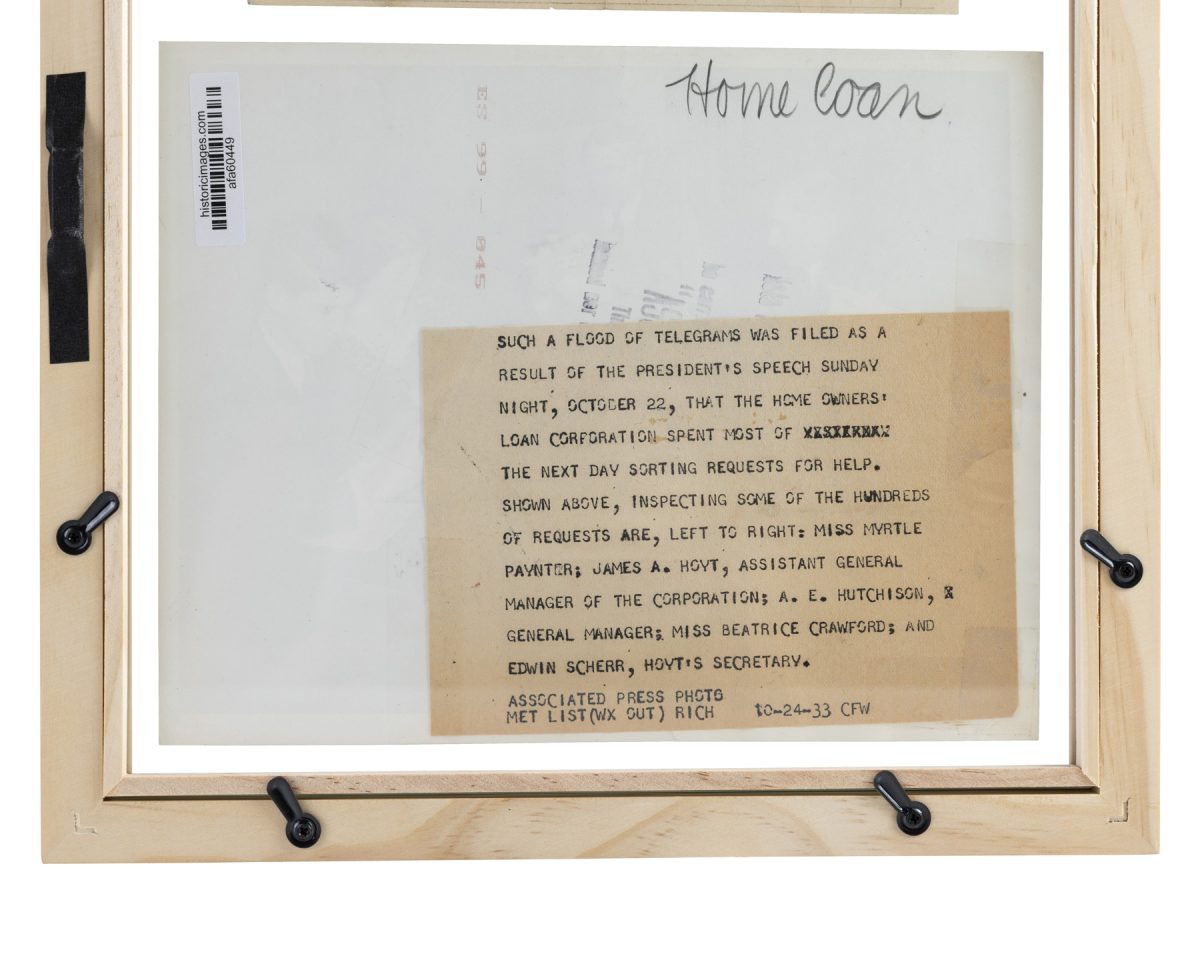 Home Loan
historicimages.com
afa60449
ES 99 - 045
SUCH A FLOOD OF TELEGRAMS WAS FILED AS A
RESULT OF THE PRESIDENT'S SPEECH SUNDAY
NIGHT, OCTOBER 22, THAT THE HOME OWNERS'
LOAN CORPORATION SPENT MOST OF
THE NEXT DAY SORTING REQUESTS FOR HELP.
SHOWN ABOVE, INSPECTING SOME OF THE HUNDREDS
OF REQUESTS ARE, LEFT TO RIGHT: MISS MYRTLE
PAYNTER; JAMES A. HOYT, ASSISTANT GENERAL
MANAGER OF THE CORPORATION; A. E. HUTCHISON,
GENERAL MANAGER; MISS BEATRICE CRAWFORD; AND
EDWIN SCHERR, HOYT'S SECRETARY.
ASSOCIATED PRESS PHOTO
MET LIST(WX OUT) RICH 10-24-33 CFW